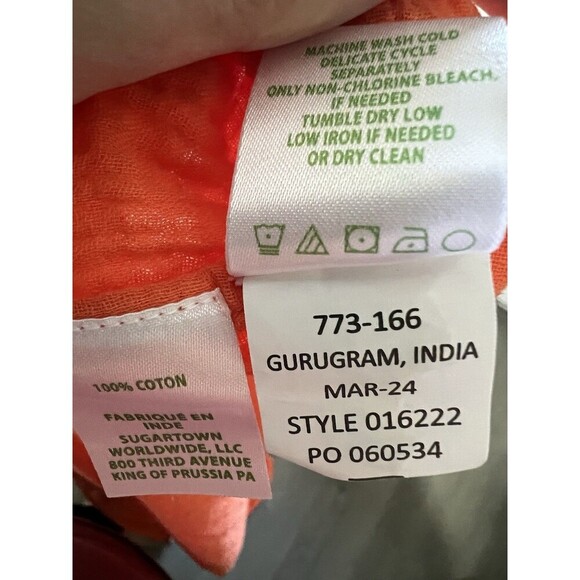 MACHINE WASH COLD
DELICATE CYCLE
SEPARATELY
ONLY NON-CHLORINE BLEACH,
IF NEEDED
TUMBLE DRY LOW
LOW IRON IF NEEDED
OR DRY CLEAN
773-166
GURUGRAM, INDIA
MAR-24
STYLE 016222
PO 060534
100% COTON
FABRIQUÉ EN
INDE
SUGARTOWN
WORLDWIDE, LLC
800 THIRD AVENUE
KING OF PRUSSIA PA